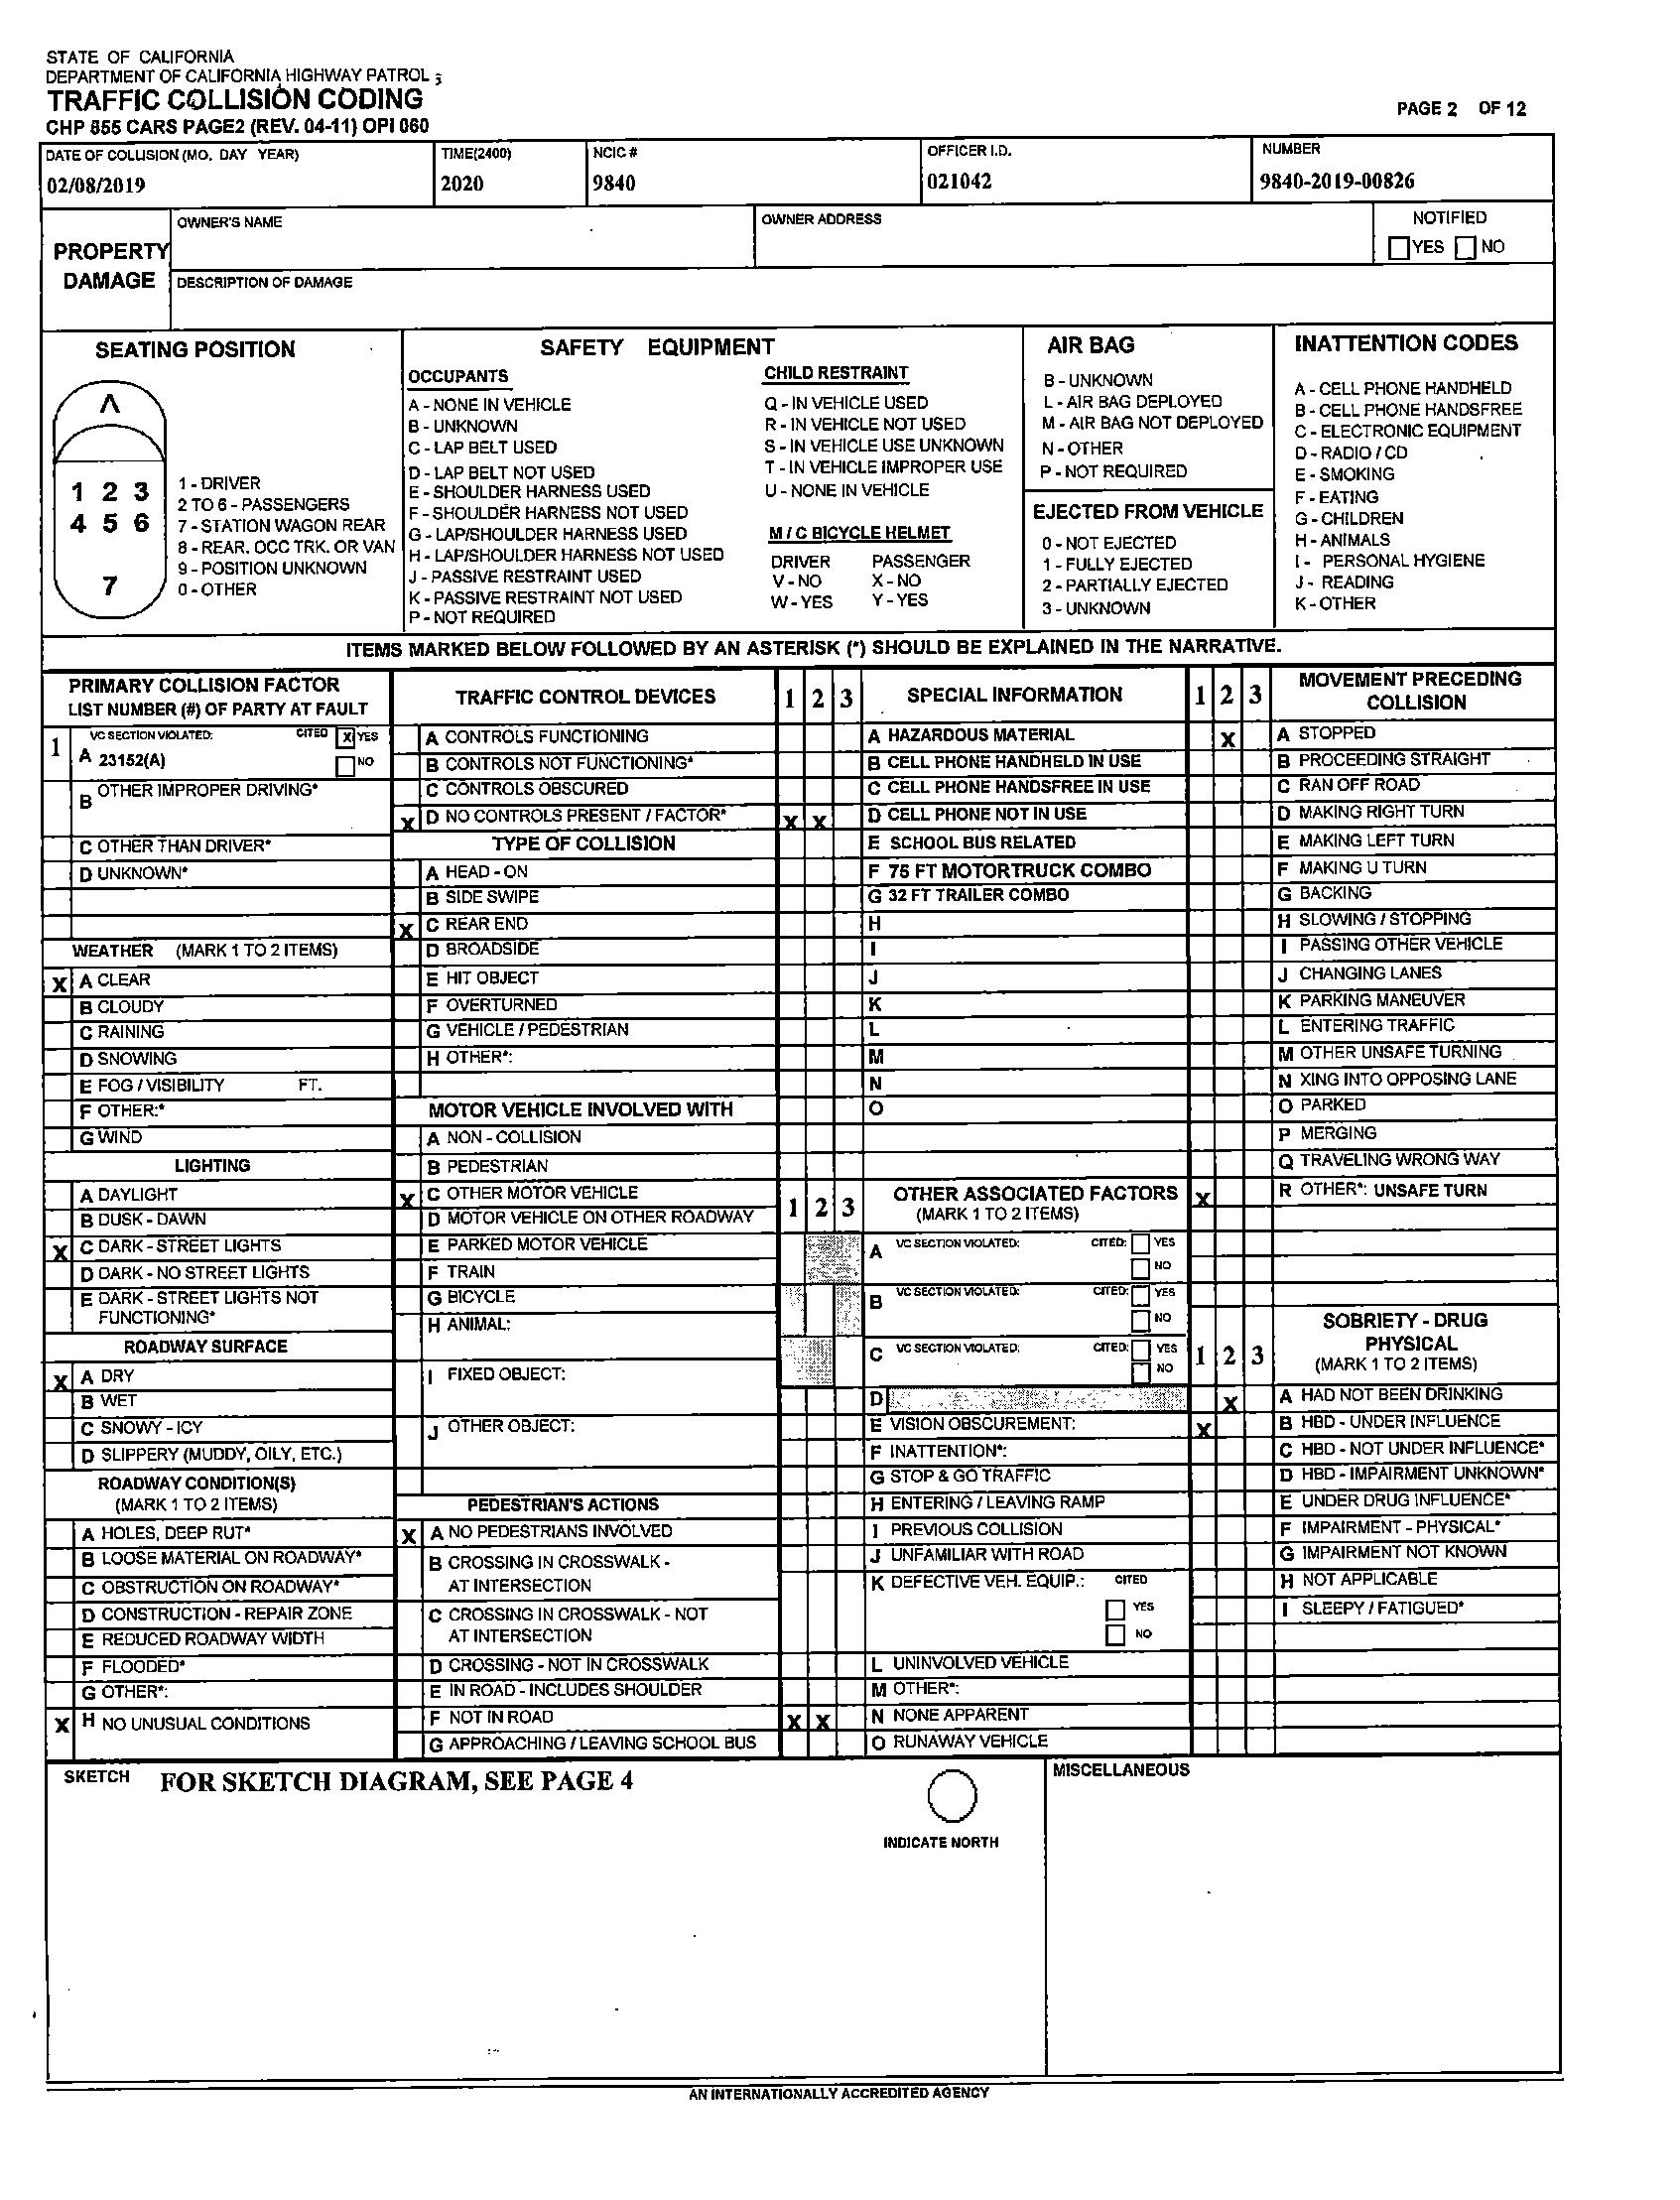 STATE OF CALIFORNIA
DEPARTMENT OF CALIFORNIA HIGHWAY PATROL
TRAFFIC COLLISION CODING
CHP 855 CARS PAGE2 (REV. 04-11) OPI 060
PAGE 2 OF 12
DATE OF COLLISION (MO. DAY YEAR) TIME(2400) NCIC # OFFICER I.D. NUMBER
02/08/2019 2020 9840 021042 9840-2019-00826
PROPERTY DAMAGE
OWNER'S NAME OWNER ADDRESS NOTIFIED
YES NO
DESCRIPTION OF DAMAGE
SEATING POSITION
1 2 3
4 5 6
7
1 - DRIVER
2 TO 6 - PASSENGERS
7 - STATION WAGON REAR
8 - REAR. OCC TRK. OR VAN
9 - POSITION UNKNOWN
0 - OTHER
SAFETY EQUIPMENT
OCCUPANTS
A - NONE IN VEHICLE
B - UNKNOWN
C - LAP BELT USED
D - LAP BELT NOT USED
E - SHOULDER HARNESS USED
F - SHOULDER HARNESS NOT USED
G - LAP/SHOULDER HARNESS USED
H - LAP/SHOULDER HARNESS NOT USED
J - PASSIVE RESTRAINT USED
K - PASSIVE RESTRAINT NOT USED
P - NOT REQUIRED
CHILD RESTRAINT
Q - IN VEHICLE USED
R - IN VEHICLE NOT USED
S - IN VEHICLE USE UNKNOWN
T - IN VEHICLE IMPROPER USE
U - NONE IN VEHICLE
M / C BICYCLE HELMET
DRIVER PASSENGER
V - NO X - NO
W - YES Y - YES
AIR BAG
B - UNKNOWN
L - AIR BAG DEPLOYED
M - AIR BAG NOT DEPLOYED
N - OTHER
P - NOT REQUIRED
EJECTED FROM VEHICLE
0 - NOT EJECTED
1 - FULLY EJECTED
2 - PARTIALLY EJECTED
3 - UNKNOWN
INATTENTION CODES
A - CELL PHONE HANDHELD
B - CELL PHONE HANDSFREE
C - ELECTRONIC EQUIPMENT
D - RADIO / CD
E - SMOKING
F - EATING
G - CHILDREN
H - ANIMALS
I - PERSONAL HYGIENE
J - READING
K - OTHER
ITEMS MARKED BELOW FOLLOWED BY AN ASTERISK (*) SHOULD BE EXPLAINED IN THE NARRATIVE.
PRIMARY COLLISION FACTOR
LIST NUMBER (#) OF PARTY AT FAULT
1 VC SECTION VIOLATED: CITED X YES
A 23152(A) NO
B OTHER IMPROPER DRIVING*
C OTHER THAN DRIVER*
D UNKNOWN*
WEATHER (MARK 1 TO 2 ITEMS)
X A CLEAR
B CLOUDY
C RAINING
D SNOWING
E FOG / VISIBILITY FT.
F OTHER:*
G WIND
LIGHTING
A DAYLIGHT
B DUSK - DAWN
X C DARK - STREET LIGHTS
D DARK - NO STREET LIGHTS
E DARK - STREET LIGHTS NOT
FUNCTIONING*
ROADWAY SURFACE
X A DRY
B WET
C SNOWY - ICY
D SLIPPERY (MUDDY, OILY, ETC.)
ROADWAY CONDITION(S)
(MARK 1 TO 2 ITEMS)
A HOLES, DEEP RUT*
B LOOSE MATERIAL ON ROADWAY*
C OBSTRUCTION ON ROADWAY*
D CONSTRUCTION - REPAIR ZONE
E REDUCED ROADWAY WIDTH
F FLOODED*
G OTHER*:
X H NO UNUSUAL CONDITIONS
TRAFFIC CONTROL DEVICES
A CONTROLS FUNCTIONING
B CONTROLS NOT FUNCTIONING*
C CONTROLS OBSCURED
X D NO CONTROLS PRESENT / FACTOR*
TYPE OF COLLISION
A HEAD - ON
B SIDE SWIPE
X C REAR END
D BROADSIDE
E HIT OBJECT
F OVERTURNED
G VEHICLE / PEDESTRIAN
H OTHER*:
MOTOR VEHICLE INVOLVED WITH
A NON - COLLISION
B PEDESTRIAN
X C OTHER MOTOR VEHICLE
D MOTOR VEHICLE ON OTHER ROADWAY
E PARKED MOTOR VEHICLE
F TRAIN
G BICYCLE
H ANIMAL:
I FIXED OBJECT:
J OTHER OBJECT:
PEDESTRIAN'S ACTIONS
X A NO PEDESTRIANS INVOLVED
B CROSSING IN CROSSWALK -
AT INTERSECTION
C CROSSING IN CROSSWALK - NOT
AT INTERSECTION
D CROSSING - NOT IN CROSSWALK
E IN ROAD - INCLUDES SHOULDER
F NOT IN ROAD
G APPROACHING / LEAVING SCHOOL BUS
1 2 3 SPECIAL INFORMATION
A HAZARDOUS MATERIAL
B CELL PHONE HANDHELD IN USE
C CELL PHONE HANDSFREE IN USE
X X D CELL PHONE NOT IN USE
E SCHOOL BUS RELATED
F 75 FT MOTORTRUCK COMBO
G 32 FT TRAILER COMBO
H
I
J
K
L
M
N
O
1 2 3 OTHER ASSOCIATED FACTORS
(MARK 1 TO 2 ITEMS)
A VC SECTION VIOLATED: CITED: YES
NO
B VC SECTION VIOLATED: CITED: YES
NO
C VC SECTION VIOLATED: CITED: YES
NO
D
E VISION OBSCUREMENT:
F INATTENTION*:
G STOP & GO TRAFFIC
H ENTERING / LEAVING RAMP
I PREVIOUS COLLISION
J UNFAMILIAR WITH ROAD
K DEFECTIVE VEH. EQUIP.: CITED
YES
NO
L UNINVOLVED VEHICLE
M OTHER*:
X X N NONE APPARENT
O RUNAWAY VEHICLE
1 2 3 MOVEMENT PRECEDING
COLLISION
X A STOPPED
B PROCEEDING STRAIGHT
C RAN OFF ROAD
D MAKING RIGHT TURN
E MAKING LEFT TURN
F MAKING U TURN
G BACKING
H SLOWING / STOPPING
I PASSING OTHER VEHICLE
J CHANGING LANES
K PARKING MANEUVER
L ENTERING TRAFFIC
M OTHER UNSAFE TURNING
N XING INTO OPPOSING LANE
O PARKED
P MERGING
Q TRAVELING WRONG WAY
X R OTHER*: UNSAFE TURN
1 2 3 SOBRIETY - DRUG
PHYSICAL
(MARK 1 TO 2 ITEMS)
X A HAD NOT BEEN DRINKING
X B HBD - UNDER INFLUENCE
C HBD - NOT UNDER INFLUENCE*
D HBD - IMPAIRMENT UNKNOWN*
E UNDER DRUG INFLUENCE*
F IMPAIRMENT - PHYSICAL*
G IMPAIRMENT NOT KNOWN
H NOT APPLICABLE
I SLEEPY / FATIGUED*
SKETCH FOR SKETCH DIAGRAM, SEE PAGE 4
INDICATE NORTH
MISCELLANEOUS
AN INTERNATIONALLY ACCREDITED AGENCY